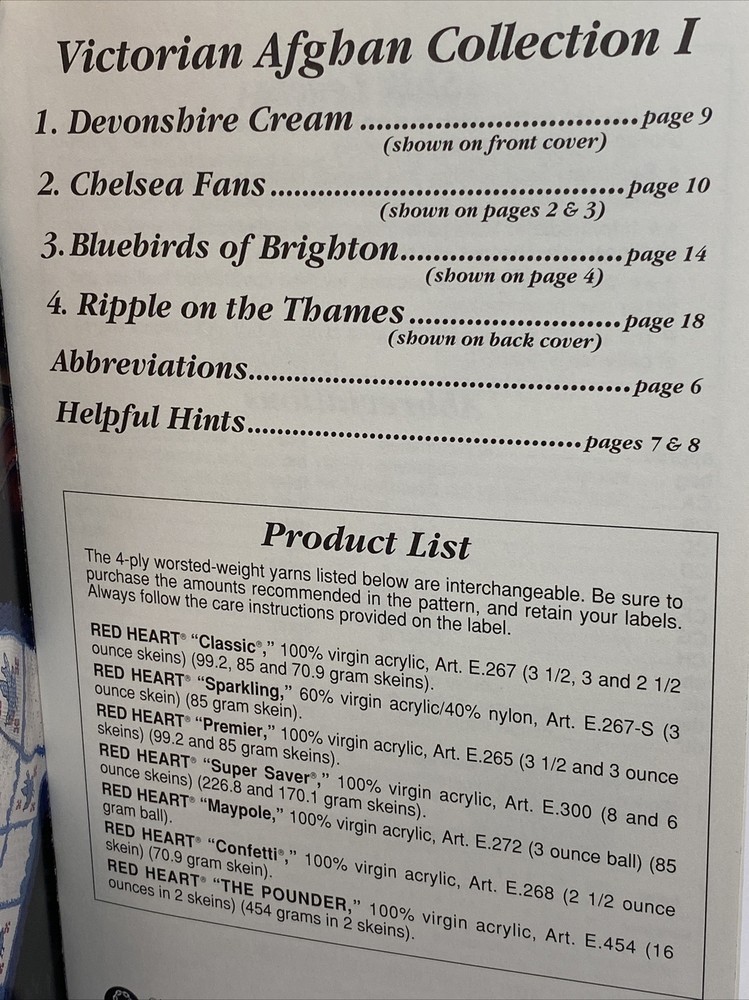 Victorian Afghan Collection I
1. Devonshire Cream ................................ page 9
(shown on front cover)
2. Chelsea Fans ........................................ page 10
(shown on pages 2 & 3)
3. Bluebirds of Brighton......................... page 14
(shown on page 4)
4. Ripple on the Thames ........................ page 18
(shown on back cover)
Abbreviations........................................... page 6
Helpful Hints...................................... pages 7 & 8
Product List
The 4-ply worsted-weight yarns listed below are interchangeable. Be sure to
purchase the amounts recommended in the pattern, and retain your labels.
Always follow the care instructions provided on the label.
RED HEART® “Classic®,” 100% virgin acrylic, Art. E.267 (3 1/2, 3 and 2 1/2
ounce skeins) (99.2, 85 and 70.9 gram skeins).
RED HEART® “Sparkling,” 60% virgin acrylic/40% nylon, Art. E.267-S (3
ounce skein) (85 gram skein).
RED HEART® “Premier,” 100% virgin acrylic, Art. E.265 (3 1/2 and 3 ounce
skeins) (99.2 and 85 gram skeins).
RED HEART® “Super Saver®,” 100% virgin acrylic, Art. E.300 (8 and 6
ounce skeins) (226.8 and 170.1 gram skeins).
RED HEART® “Maypole,” 100% virgin acrylic, Art. E.272 (3 ounce ball) (85
gram ball).
RED HEART® “Confetti®,” 100% virgin acrylic, Art. E.268 (2 1/2 ounce
skein) (70.9 gram skein).
RED HEART® “THE POUNDER,” 100% virgin acrylic, Art. E.454 (16
ounces in 2 skeins) (454 grams in 2 skeins).